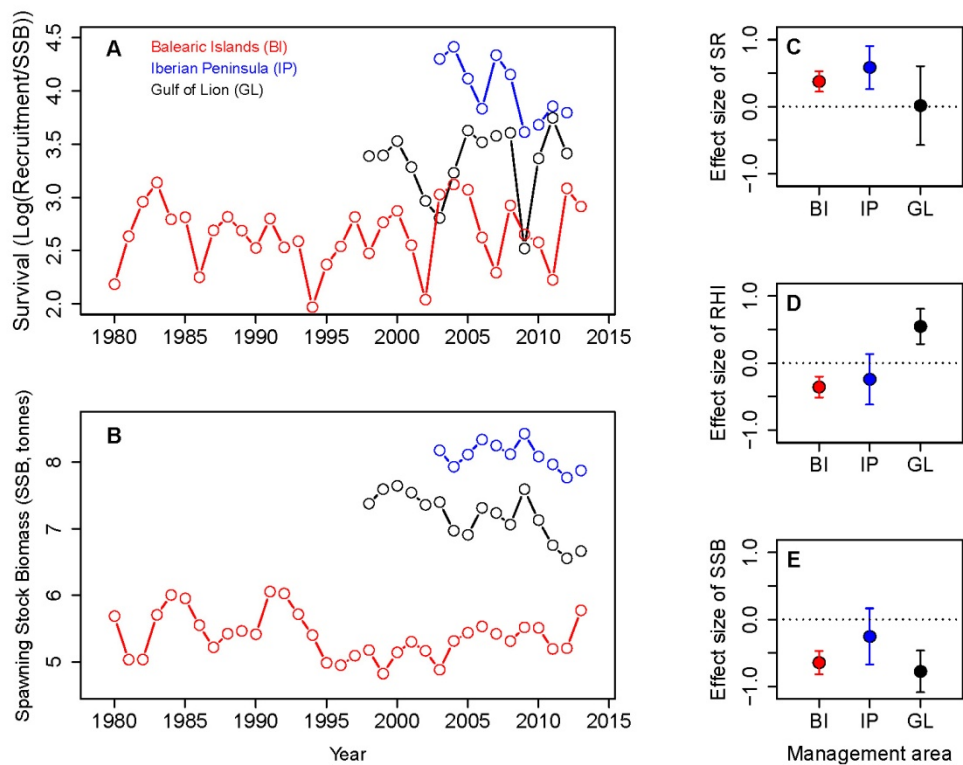 A
Balearic Islands (BI)
Iberian Peninsula (IP)
Gulf of Lion (GL)
Survival (Log(Recruitment/SSB))
4.5
4.0
3.5
3.0
2.5
2.0
1980 1985 1990 1995 2000 2005 2010 2015
B
Spawning Stock Biomass (SSB, tonnes)
8
7
6
5
1980 1985 1990 1995 2000 2005 2010 2015
Year
C
Effect size of SR
1.0
0.0
-1.0
BI IP GL
D
Effect size of RHI
1.0
0.0
-1.0
BI IP GL
E
Effect size of SSB
1.0
0.0
-1.0
BI IP GL
Management area